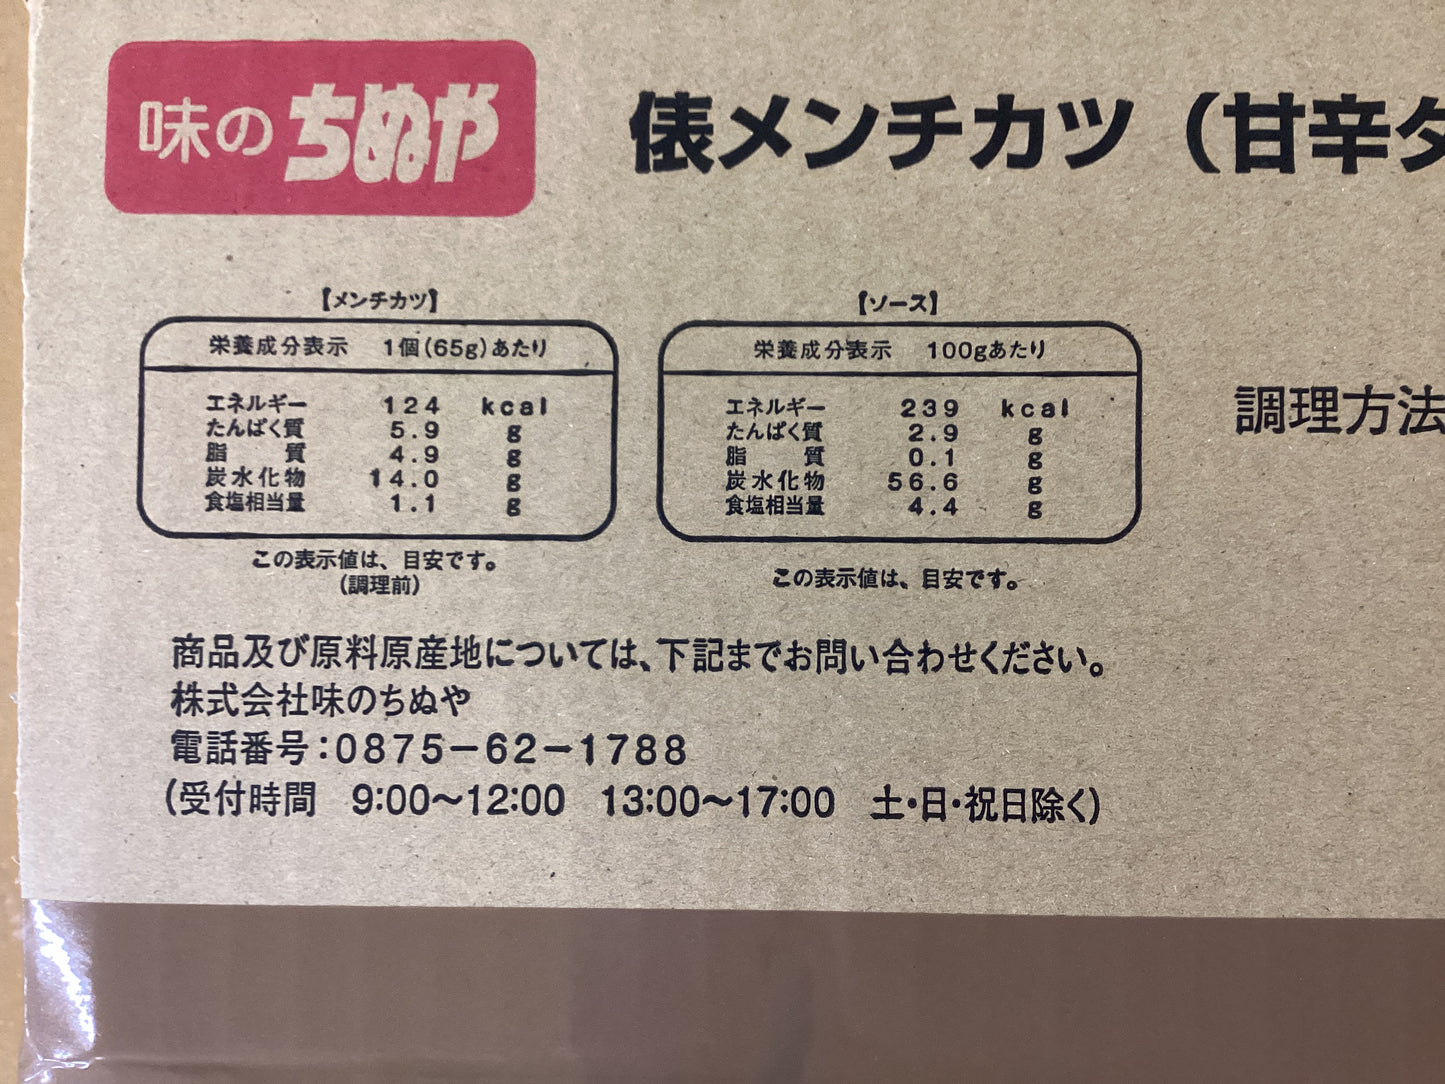 味のちぬや
俵メンチカツ（甘辛タ
【メンチカツ】
栄養成分表示　1個(65g)あたり
エネルギー　124　kcal
たんぱく質　5.9　g
脂　質　4.9　g
炭水化物　14.0　g
食塩相当量　1.1　g
この表示値は、目安です。
(調理前)
【ソース】
栄養成分表示　100gあたり
エネルギー　239　kcal
たんぱく質　2.9　g
脂　質　0.1　g
炭水化物　56.6　g
食塩相当量　4.4　g
この表示値は、目安です。
調理方法
商品及び原料原産地については、下記までお問い合わせください。
株式会社味のちぬや
電話番号：0875－62－1788
(受付時間　9:00～12:00　13:00～17:00　土・日・祝日除く)